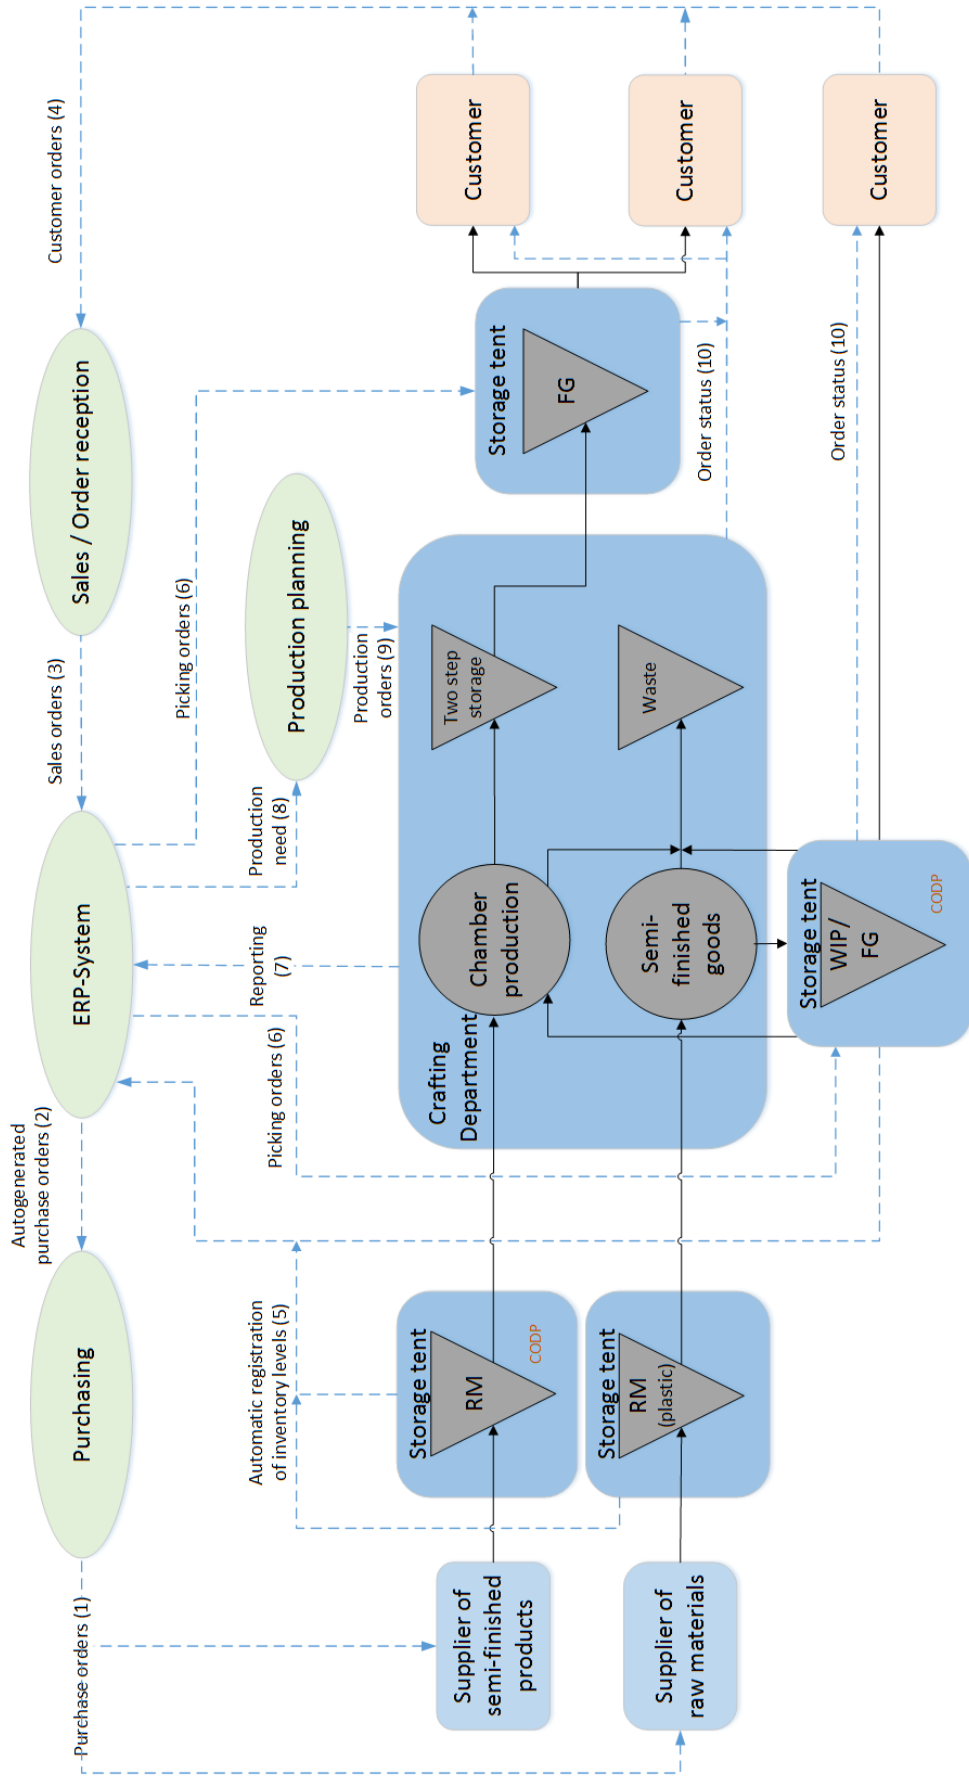 Purchase orders (1)
Purchasing
Autogenerated
purchase orders (2)
ERP-System
Sales orders (3)
Sales / Order reception
Customer orders (4)
Picking orders (6)
Automatic registration
of inventory levels (5)
Picking orders (6)
Reporting
(7)
Production
need (8)
Production planning
Production
orders (9)
Supplier of
semi-finished
products
Storage tent
RM
CODP
Crafting
Department
Chamber
production
Two step
storage
Storage tent
FG
Customer
Supplier of
raw materials
Storage tent
RM
(plastic)
Semi-
finished
goods
Waste
Order status (10)
Customer
Storage tent
WIP/
FG
CODP
Order status (10)
Customer